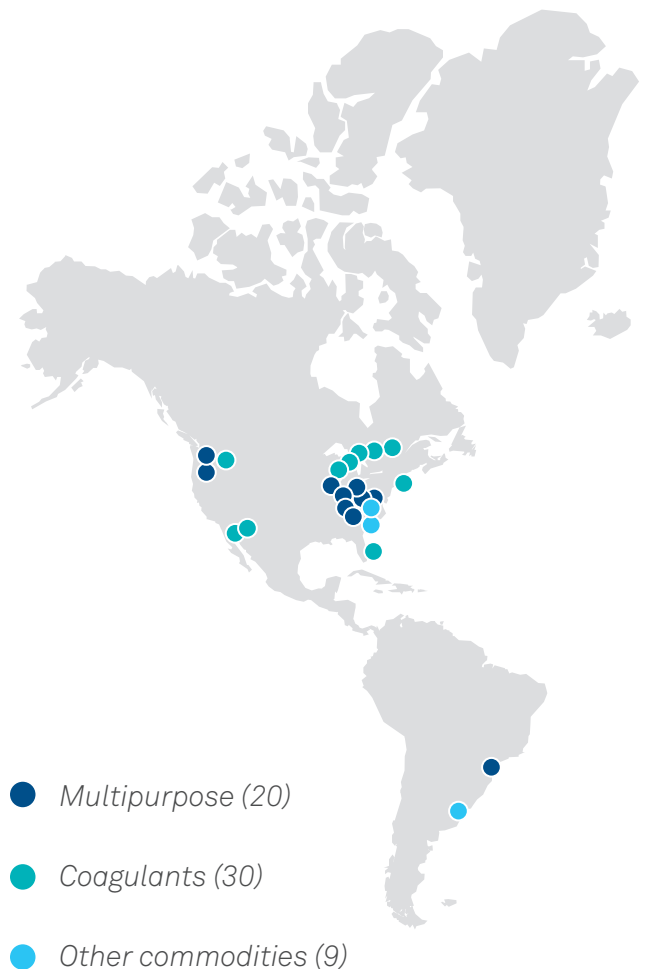 Multipurpose (20)
Coagulants (30)
Other commodities (9)